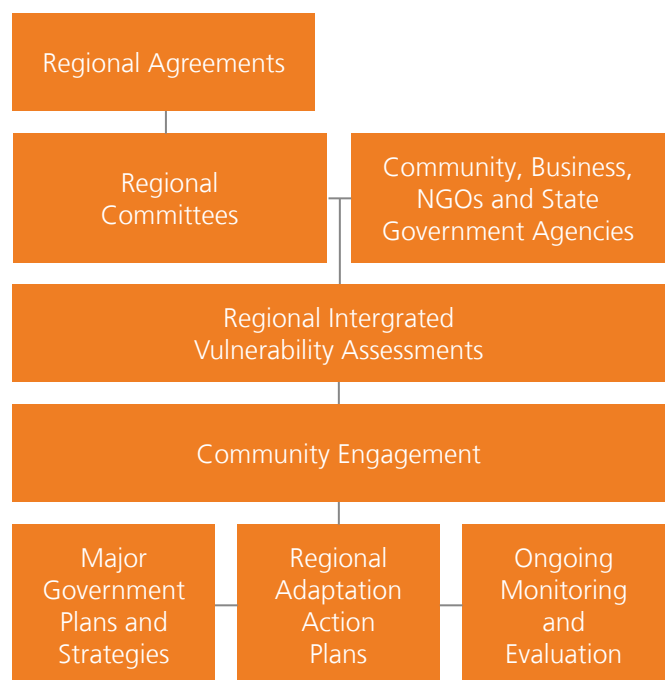 Regional Agreements
Regional
Committees
Community, Business,
NGOs and State
Government Agencies
Regional Intergrated
Vulnerability Assessments
Community Engagement
Major
Government
Plans and
Strategies
Regional
Adaptation
Action
Plans
Ongoing
Monitoring
and
Evaluation